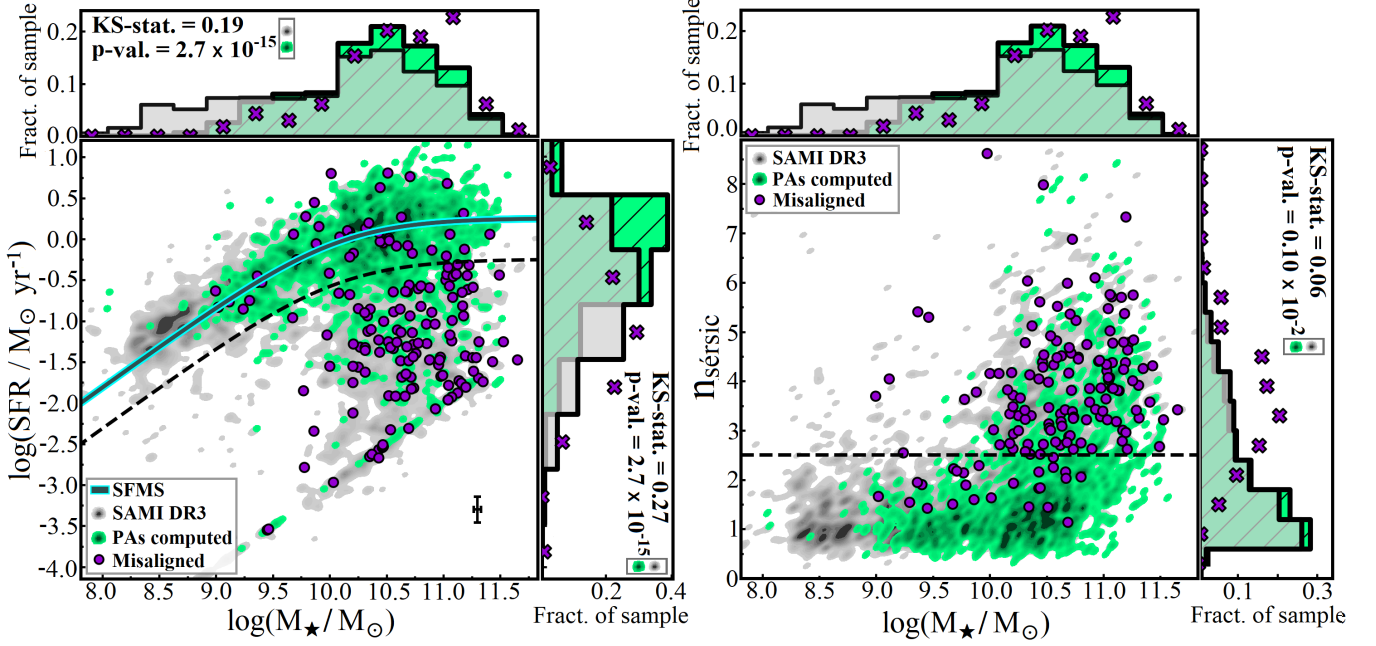 Fract. of sample
0.2
0.1
0.0
KS-stat. = 0.19
p-val. = 2.7 x 10-15
log(SFR / M⊙ yr-1)
1.0
0.5
0.0
-0.5
-1.0
-1.5
-2.0
-2.5
-3.0
-3.5
-4.0
SFMS
SAMI DR3
PAs computed
Misaligned
8.0 8.5 9.0 9.5 10.0 10.5 11.0 11.5
log(M★/ M⊙)
KS-stat. = 0.27
p-val. = 2.7 x 10-15
0.2 0.4
Fract. of sample
Fract. of sample
0.2
0.1
0.0
nsérsic
8
7
6
5
4
3
2
1
0
SAMI DR3
PAs computed
Misaligned
8.0 8.5 9.0 9.5 10.0 10.5 11.0 11.5
log(M★/ M⊙)
KS-stat. = 0.06
p-val. = 0.10 x 10-2
0.1 0.3
Fract. of sample